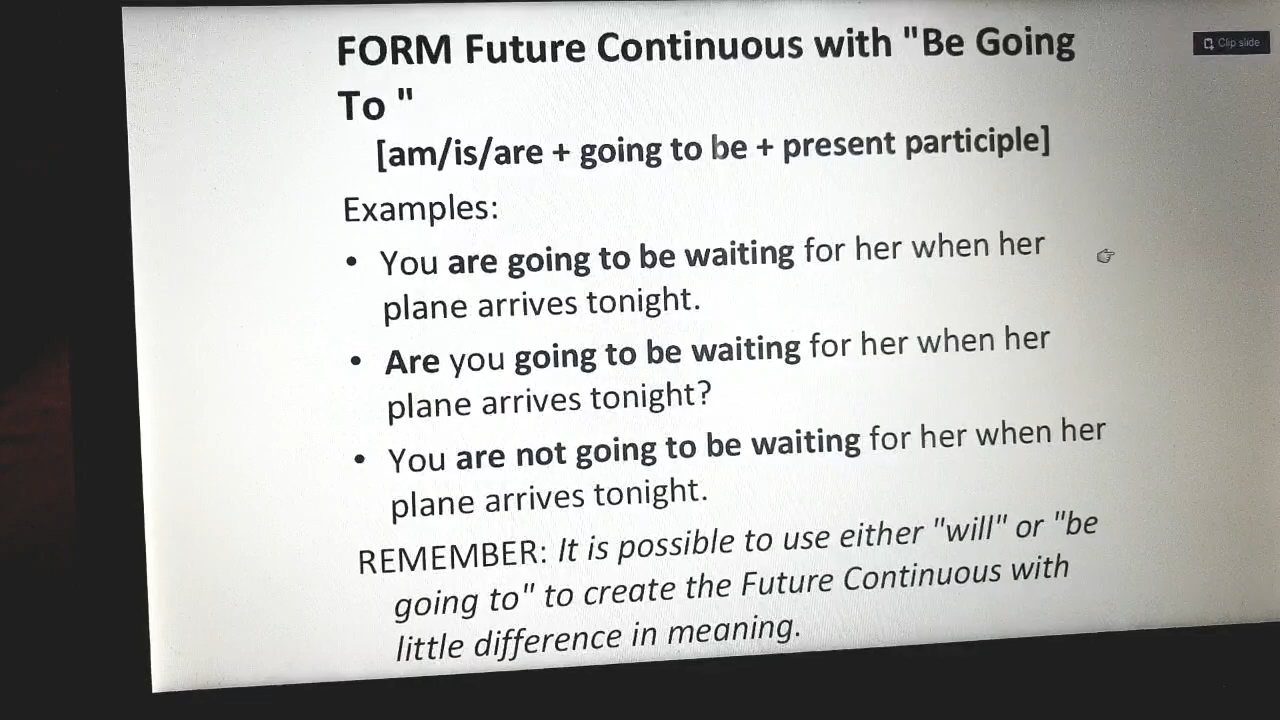 FORM Future Continuous with "Be Going
To "
[am/is/are + going to be + present participle]
Clip slide
Examples:
• You are going to be waiting for her when her
plane arrives tonight.
• Are you going to be waiting for her when her
plane arrives tonight?
• You are not going to be waiting for her when her
plane arrives tonight.
REMEMBER: It is possible to use either "will" or "be
going to" to create the Future Continuous with
little difference in meaning.